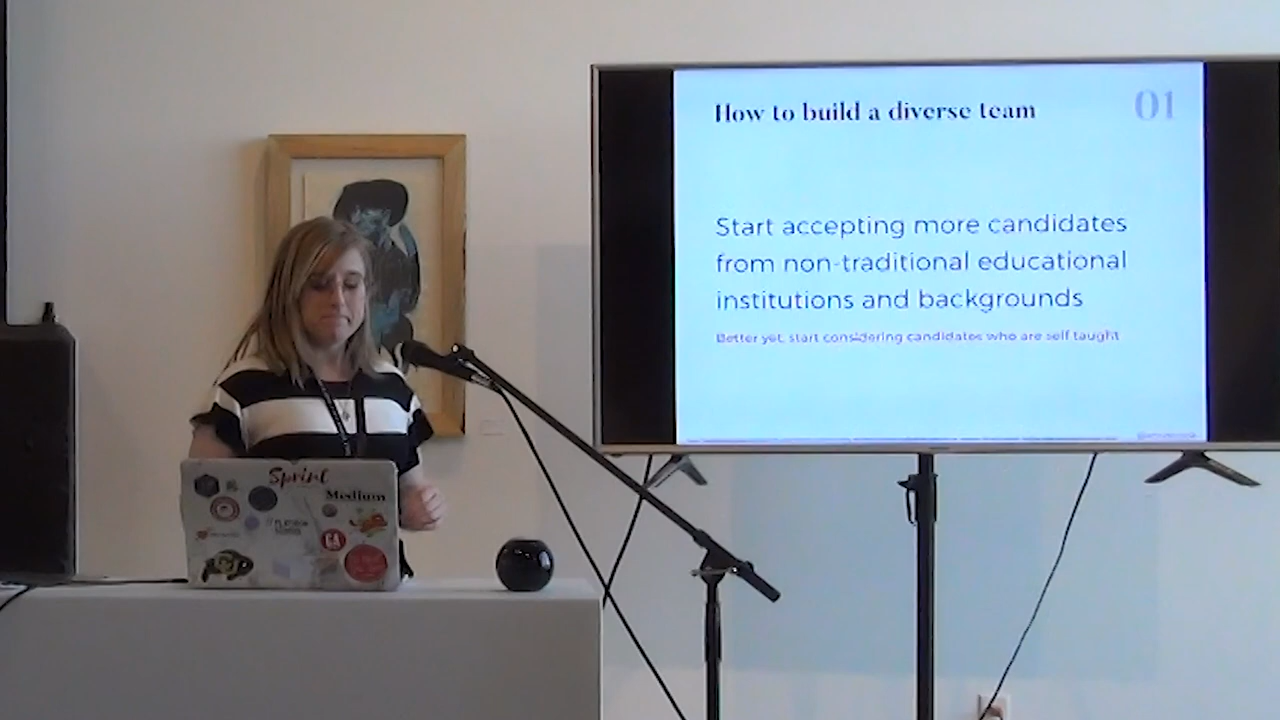 How to build a diverse team
01
Start accepting more candidates
from non-traditional educational
institutions and backgrounds
Better yet, start considering candidates who are self taught
Sprint
Medium